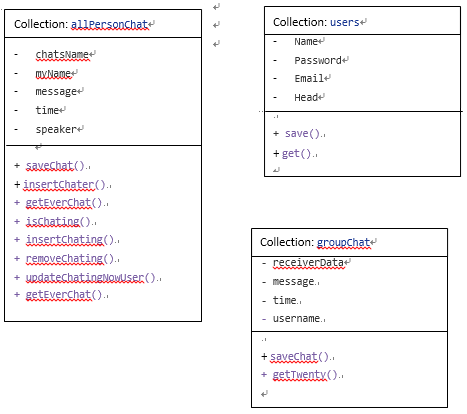 Collection: allPersonChat
- chatsName
- myName
- message
- time
- speaker
+ saveChat()
+ insertChater()
+ getEverChat()
+ isChating()
+ insertChating()
+ removeChating()
+ updateChatingNowUser()
+ getEverChat()
Collection: users
- Name
- Password
- Email
- Head
+ save()
+ get()
Collection: groupChat
- receiverData
- message
- time
- username
+ saveChat()
+ getTwenty()